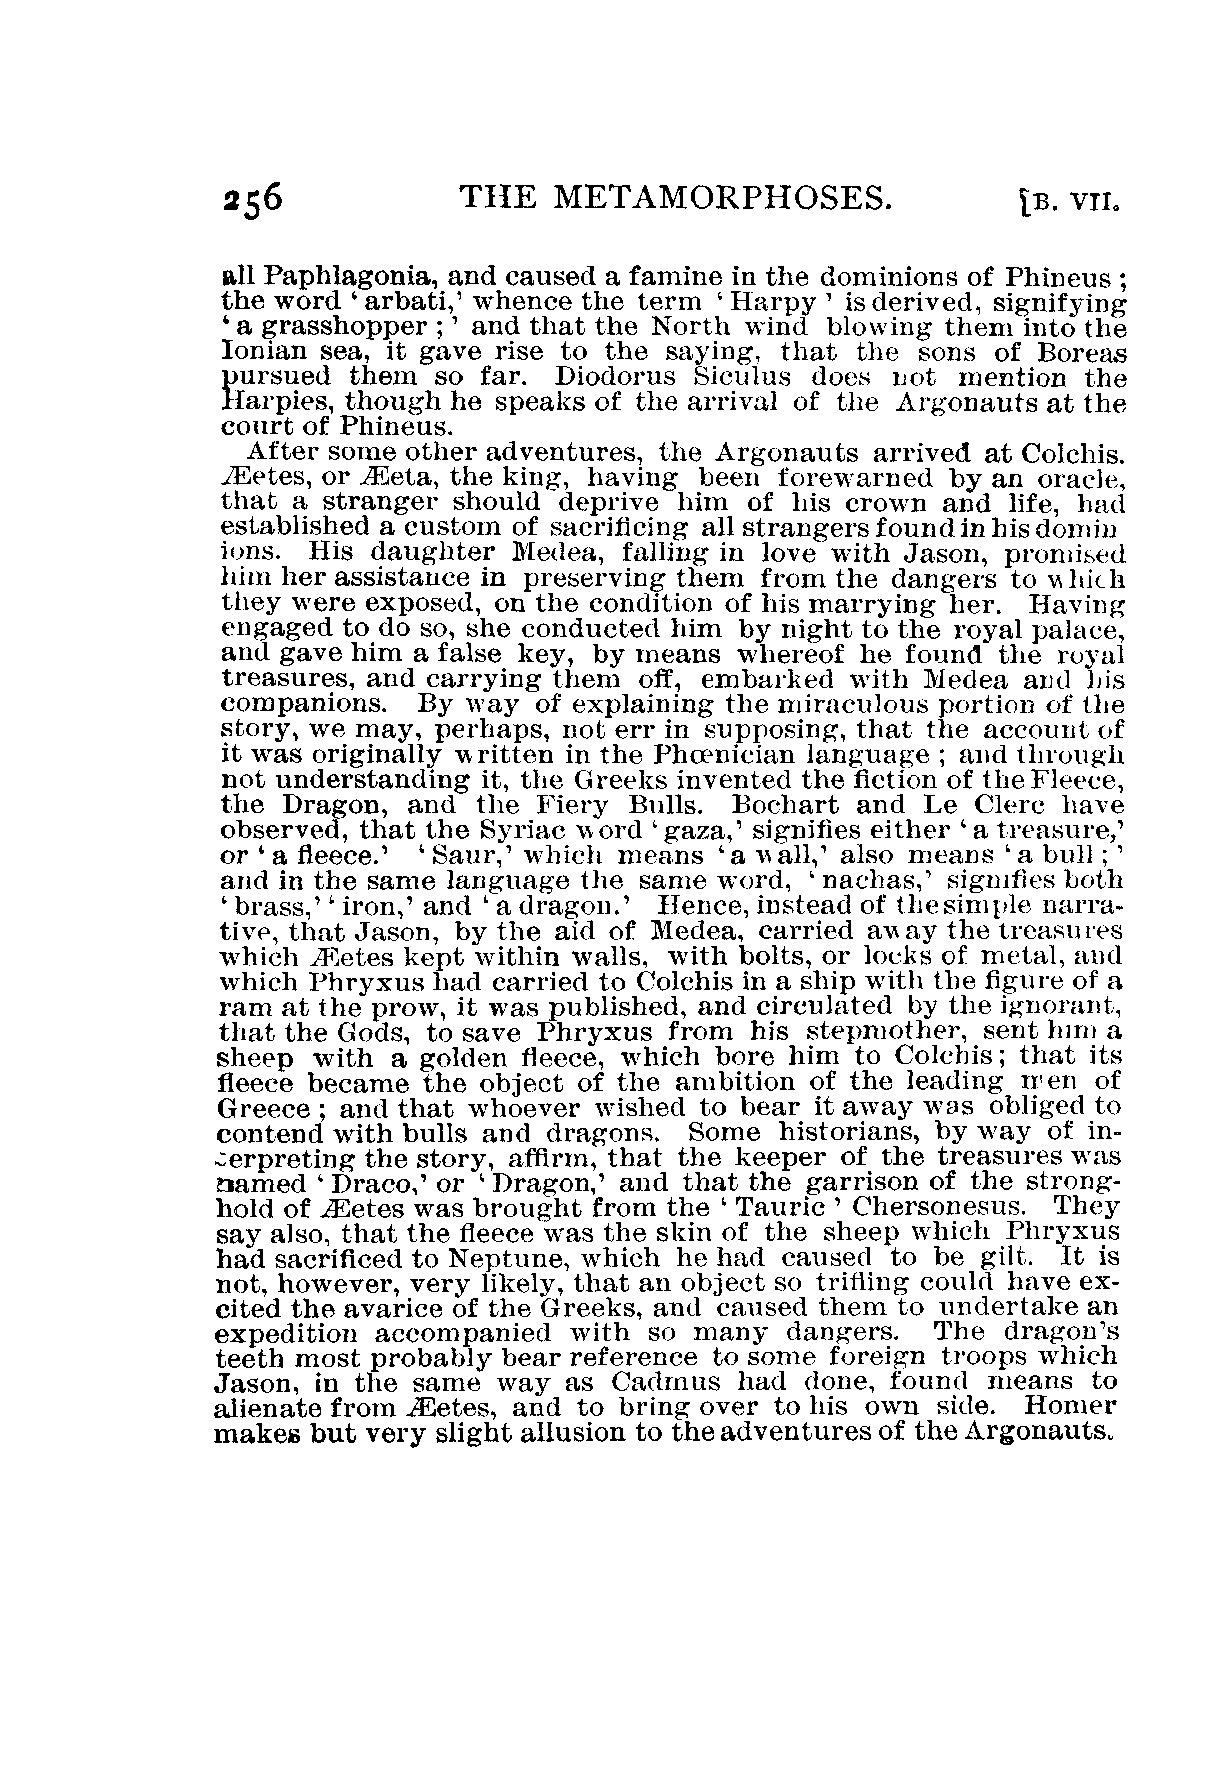 256 THE METAMORPHOSES. [B. VII.
all Paphlagonia, and caused a famine in the dominions of Phineus ;
the word ‘ arbati,’ whence the term ‘ Harpy ’ is derived, signifying
‘ a grasshopper ; ’ and that the North wind blowing them into the
Ionian sea, it gave rise to the saying, that the sons of Boreas
pursued them so far. Diodorus Siculus does not mention the
Harpies, though he speaks of the arrival of the Argonauts at the
court of Phineus.
After some other adventures, the Argonauts arrived at Colchis.
Æetes, or Æeta, the king, having been forewarned by an oracle,
that a stranger should deprive him of his crown and life, had
established a custom of sacrificing all strangers found in his domin
ions. His daughter Medea, falling in love with Jason, promised
him her assistance in preserving them from the dangers to which
they were exposed, on the condition of his marrying her. Having
engaged to do so, she conducted him by night to the royal palace,
and gave him a false key, by means whereof he found the royal
treasures, and carrying them off, embarked with Medea and his
companions. By way of explaining the miraculous portion of the
story, we may, perhaps, not err in supposing, that the account of
it was originally written in the Phœnician language ; and through
not understanding it, the Greeks invented the fiction of the Fleece,
the Dragon, and the Fiery Bulls. Bochart and Le Clerc have
observed, that the Syriac word ‘ gaza,’ signifies either ‘ a treasure,’
or ‘ a fleece.’ ‘ Saur,’ which means ‘ a wall,’ also means ‘ a bull ; ’
and in the same language the same word, ‘ nachas,’ signifies both
‘ brass,’ ‘ iron,’ and ‘ a dragon.’ Hence, instead of the simple narra-
tive, that Jason, by the aid of Medea, carried away the treasures
which Æetes kept within walls, with bolts, or locks of metal, and
which Phryxus had carried to Colchis in a ship with the figure of a
ram at the prow, it was published, and circulated by the ignorant,
that the Gods, to save Phryxus from his stepmother, sent him a
sheep with a golden fleece, which bore him to Colchis; that its
fleece became the object of the ambition of the leading men of
Greece ; and that whoever wished to bear it away was obliged to
contend with bulls and dragons. Some historians, by way of in-
terpreting the story, affirm, that the keeper of the treasures was
named ‘ Draco,’ or ‘ Dragon,’ and that the garrison of the strong-
hold of Æetes was brought from the ‘ Tauric ’ Chersonesus. They
say also, that the fleece was the skin of the sheep which Phryxus
had sacrificed to Neptune, which he had caused to be gilt. It is
not, however, very likely, that an object so trifling could have ex-
cited the avarice of the Greeks, and caused them to undertake an
expedition accompanied with so many dangers. The dragon’s
teeth most probably bear reference to some foreign troops which
Jason, in the same way as Cadmus had done, found means to
alienate from Æetes, and to bring over to his own side. Homer
makes but very slight allusion to the adventures of the Argonauts.